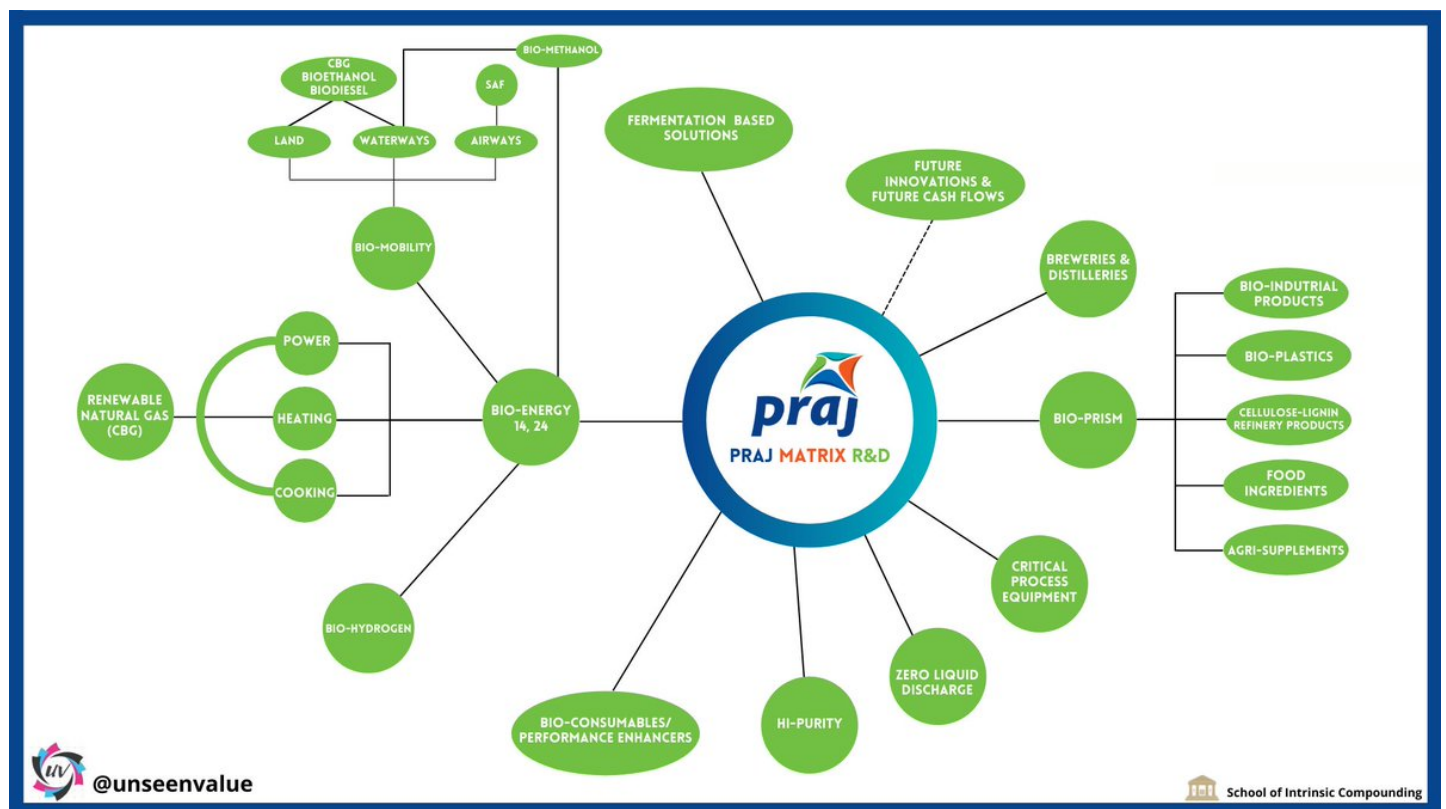 BIO-METHANOL
CBG
BIOETHANOL
BIODIESEL
SAF
LAND
WATERWAYS
AIRWAYS
FERMENTATION BASED
SOLUTIONS
FUTURE
INNOVATIONS &
FUTURE CASH FLOWS
BIO-MOBILITY
BREWERIES &
DISTILLERIES
POWER
RENEWABLE
NATURAL GAS
(CBG)
HEATING
COOKING
BIO-ENERGY
14, 24
praj
PRAJ MATRIX R&D
BIO-PRISM
BIO-INDUTRIAL
PRODUCTS
BIO-PLASTICS
CELLULOSE-LIGNIN
REFINERY PRODUCTS
FOOD
INGREDIENTS
AGRI-SUPPLEMENTS
BIO-HYDROGEN
CRITICAL
PROCESS
EQUIPMENT
ZERO LIQUID
DISCHARGE
HI-PURITY
BIO-CONSUMABLES/
PERFORMANCE ENHANCERS
UV
@unseenvalue
School of Intrinsic Compounding